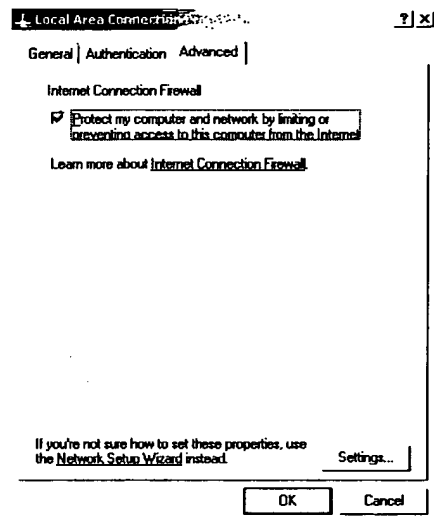 Local Area Connection
? X
General Authentication Advanced
Internet Connection Firewall
Protect my computer and network by limiting or
preventing access to this computer from the Internet
Learn more about Internet Connection Firewall.
If you're not sure how to set these properties, use
the Network Setup Wizard instead.
Settings...
OK Cancel